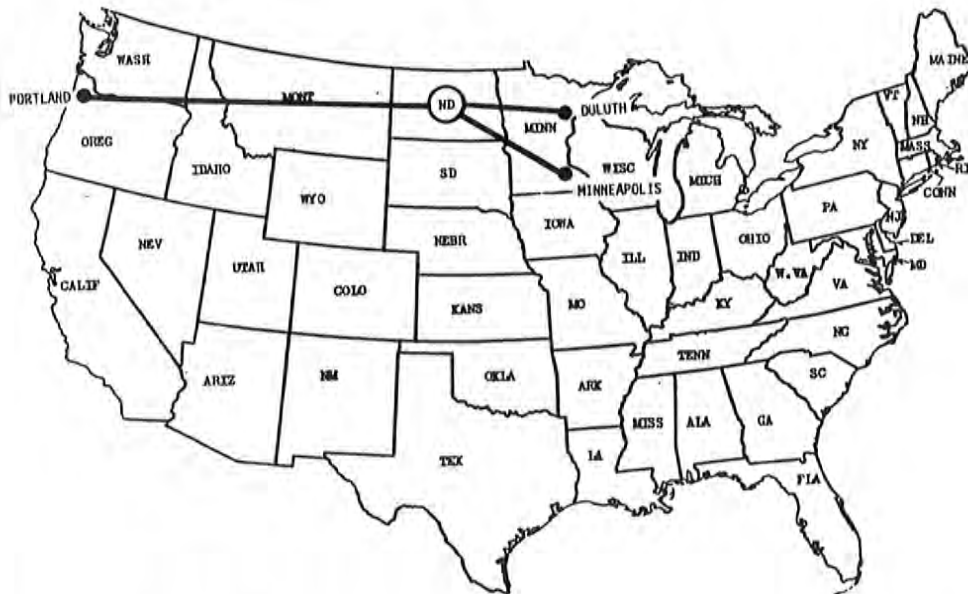 WASH
MAINE
PORTLAND
MONT
ND
DULUTH
VT
NH
MINN
OREG
MASS
NY
RI
IDAHO
SD
WISC
MICH
CONN
MINNEAPOLIS
WYO
PA
IOWA
NJ
NEV
NEBR
OHIO
DEL
UTAH
ILL
IND
MD
W.VA
CALIF
COLO
VA
KANS
MO
KY
NC
TENN
SC
ARIZ
NM
OKLA
ARK
MISS
ALA
GA
LA
TEX
FLA